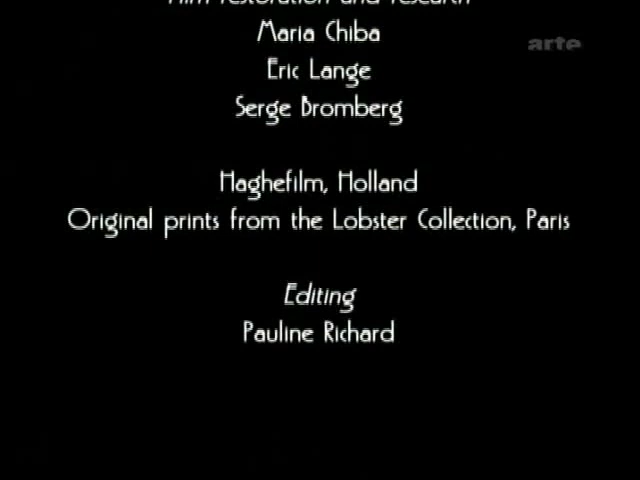 Film restoration and research
Maria Chiba
arte
Eric Lange
Serge Bromberg
Haghefilm, Holland
Original prints from the Lobster Collection, Paris
Editing
Pauline Richard